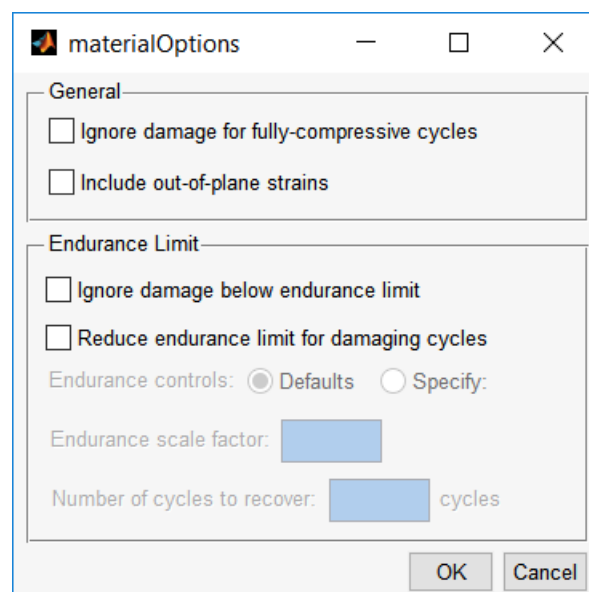 materialOptions
General
Ignore damage for fully-compressive cycles
Include out-of-plane strains
Endurance Limit
Ignore damage below endurance limit
Reduce endurance limit for damaging cycles
Endurance controls: Defaults Specify:
Endurance scale factor:
Number of cycles to recover: cycles
OK Cancel